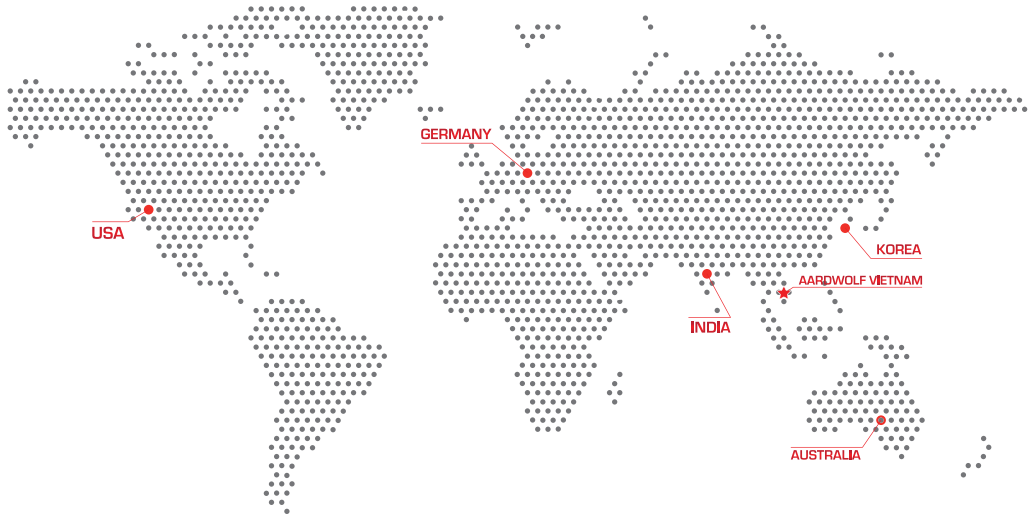 GERMANY
USA
KOREA
AARDWOLF VIETNAM
INDIA
AUSTRALIA